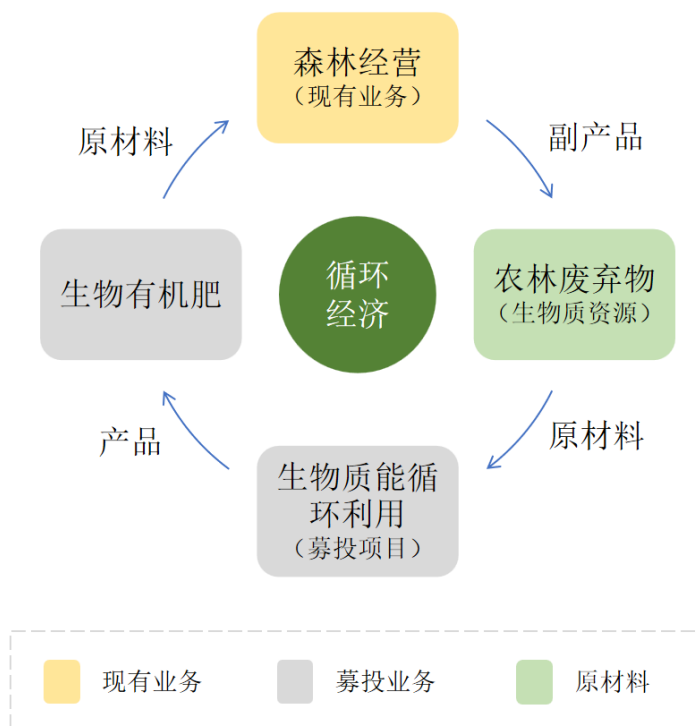 森林经营
（现有业务）
原材料
副产品
生物有机肥
循环
经济
农林废弃物
（生物质资源）
产品
原材料
生物质能循
环利用
（募投项目）
现有业务
募投业务
原材料